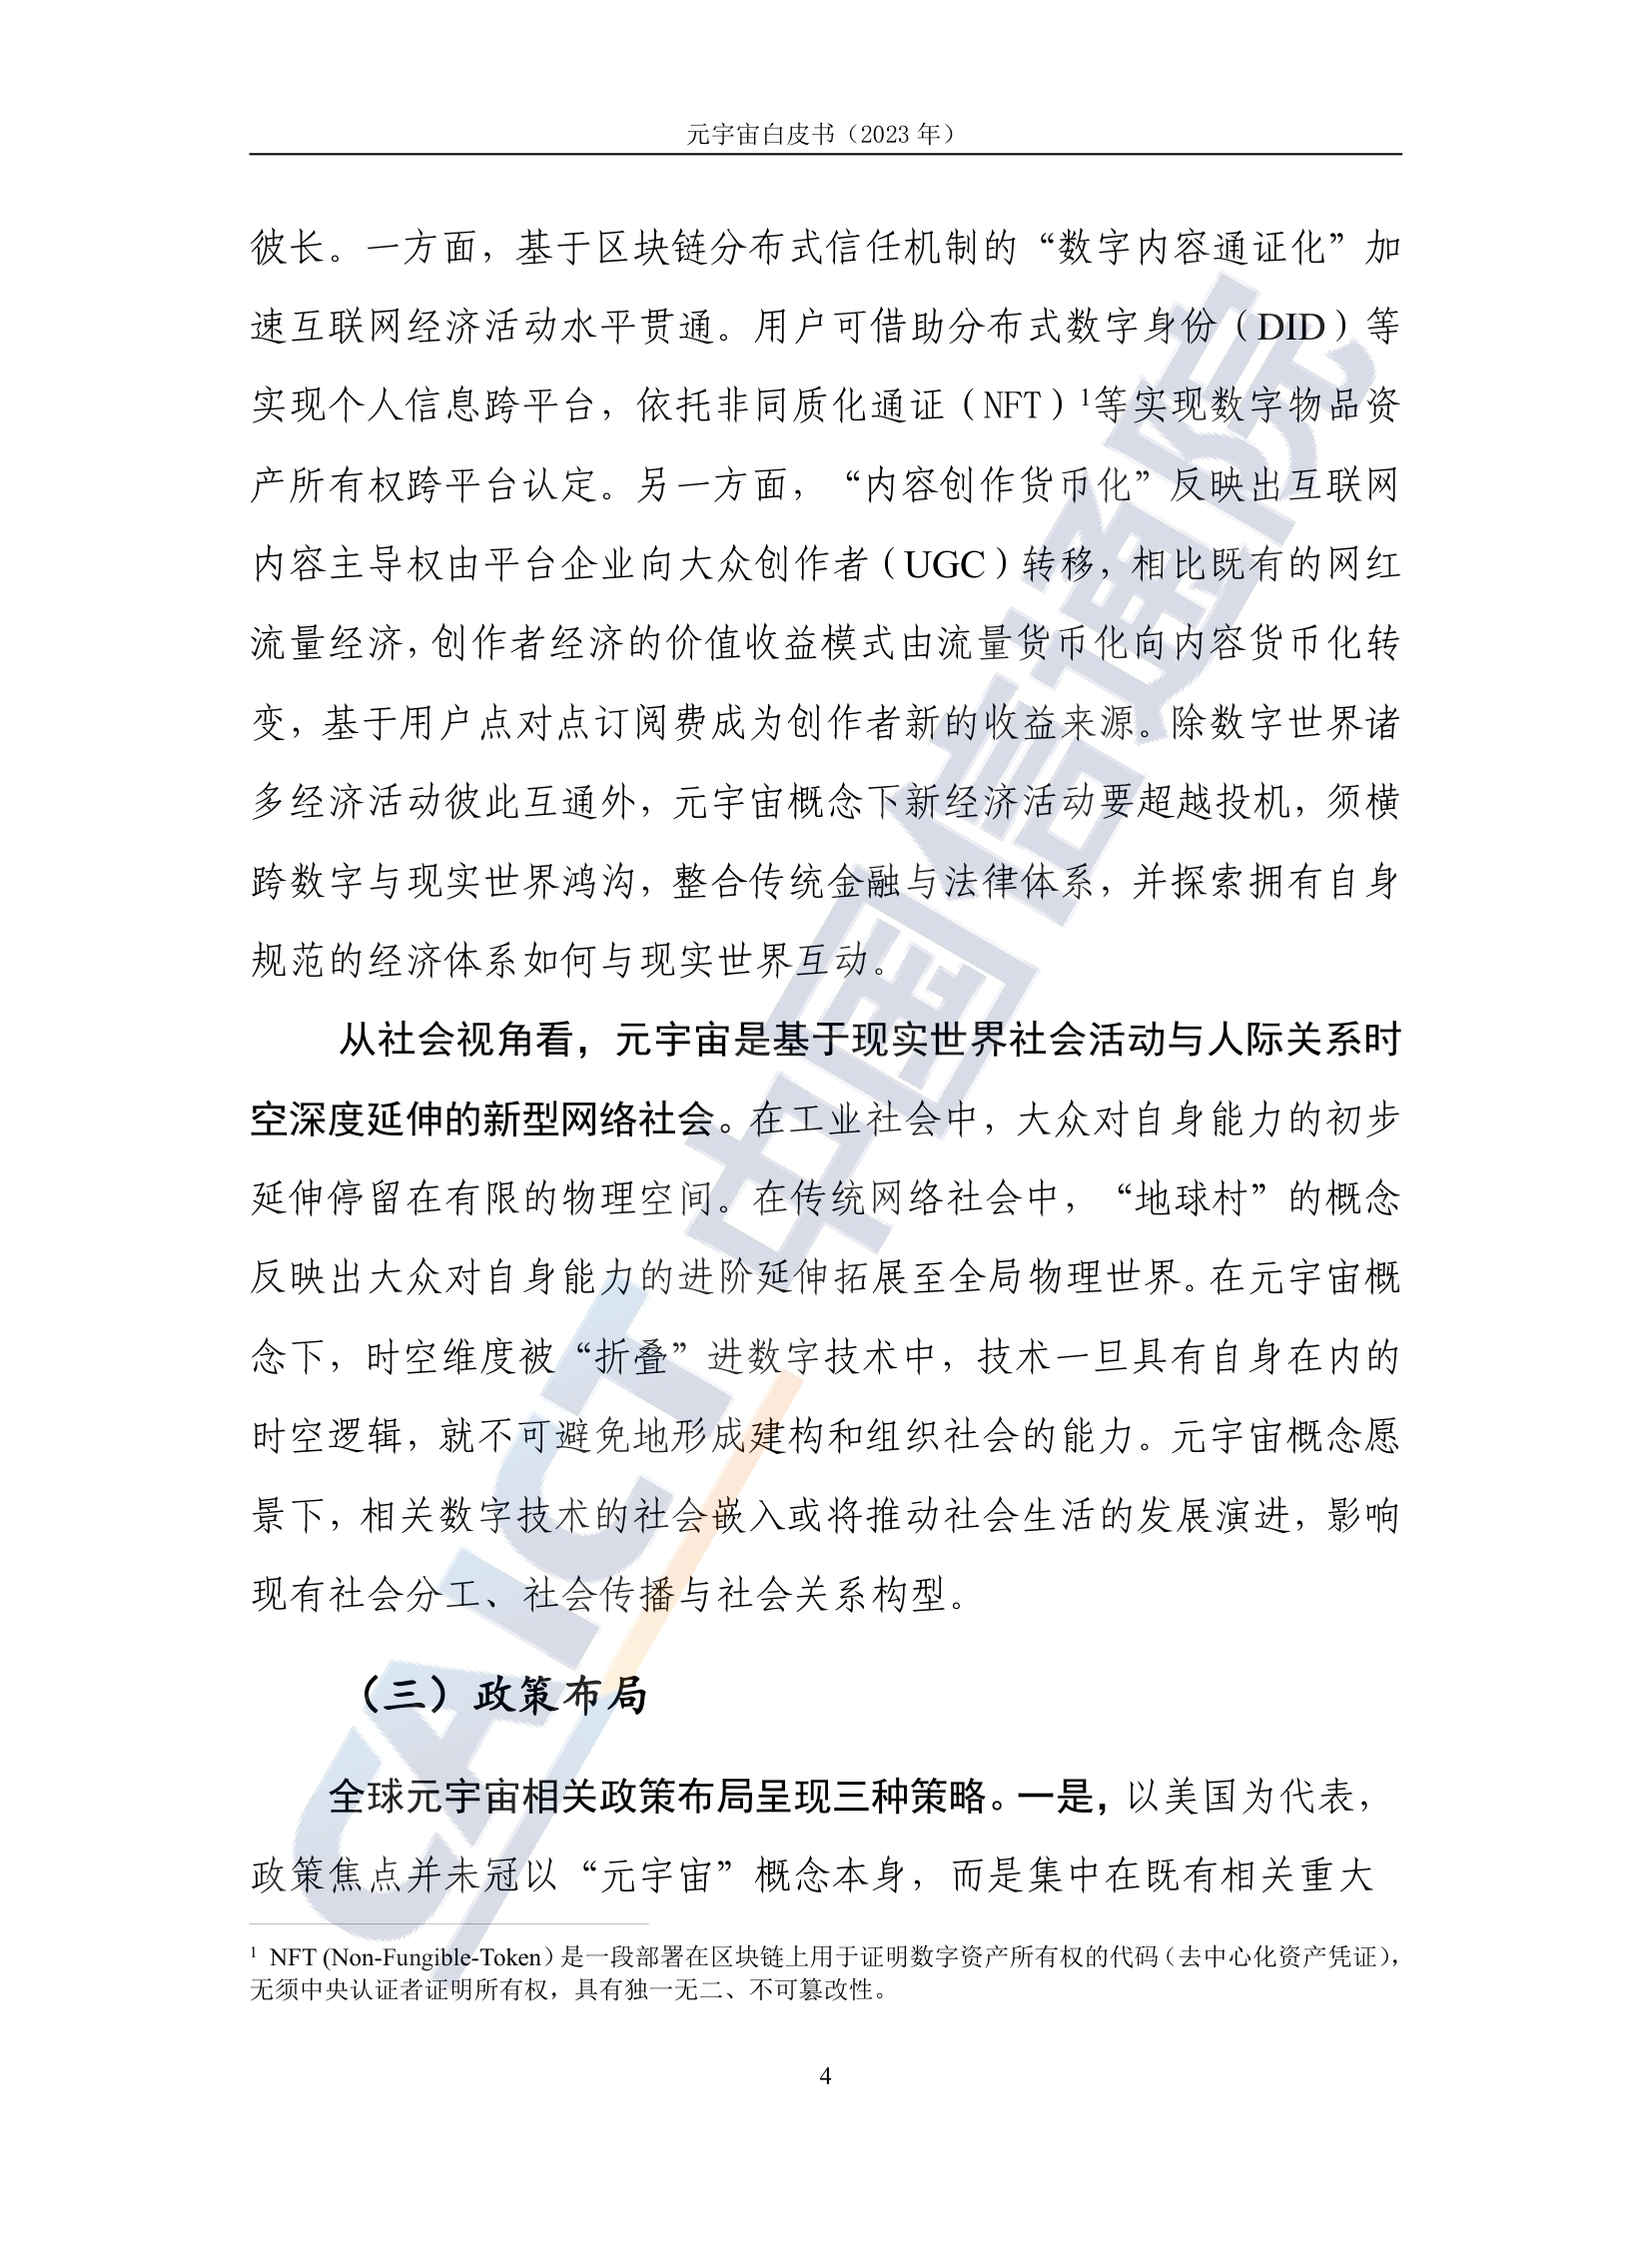 元宇宙白皮书（2023 年）
彼长。一方面，基于区块链分布式信任机制的“数字内容通证化”加
速互联网经济活动水平贯通。用户可借助分布式数字身份（DID）等
实现个人信息跨平台，依托非同质化通证（NFT）¹等实现数字物品资
产所有权跨平台认定。另一方面，“内容创作货币化”反映出互联网
内容主导权由平台企业向大众创作者（UGC）转移，相比既有的网红
流量经济，创作者经济的价值收益模式由流量货币化向内容货币化转
变，基于用户点对点订阅费成为创作者新的收益来源。除数字世界诸
多经济活动彼此互通外，元宇宙概念下新经济活动要超越投机，须横
跨数字与现实世界鸿沟，整合传统金融与法律体系，并探索拥有自身
规范的经济体系如何与现实世界互动。
从社会视角看，元宇宙是基于现实世界社会活动与人际关系时
空深度延伸的新型网络社会。在工业社会中，大众对自身能力的初步
延伸停留在有限的物理空间。在传统网络社会中，“地球村”的概念
反映出大众对自身能力的进阶延伸拓展至全局物理世界。在元宇宙概
念下，时空维度被“折叠”进数字技术中，技术一旦具有自身在内的
时空逻辑，就不可避免地形成建构和组织社会的能力。元宇宙概念愿
景下，相关数字技术的社会嵌入或将推动社会生活的发展演进，影响
现有社会分工、社会传播与社会关系构型。
（三）政策布局
全球元宇宙相关政策布局呈现三种策略。一是，以美国为代表，
政策焦点并未冠以“元宇宙”概念本身，而是集中在既有相关重大
¹ NFT (Non-Fungible-Token）是一段部署在区块链上用于证明数字资产所有权的代码（去中心化资产凭证），
无须中央认证者证明所有权，具有独一无二、不可篡改性。
4
CAICT 中国信通院